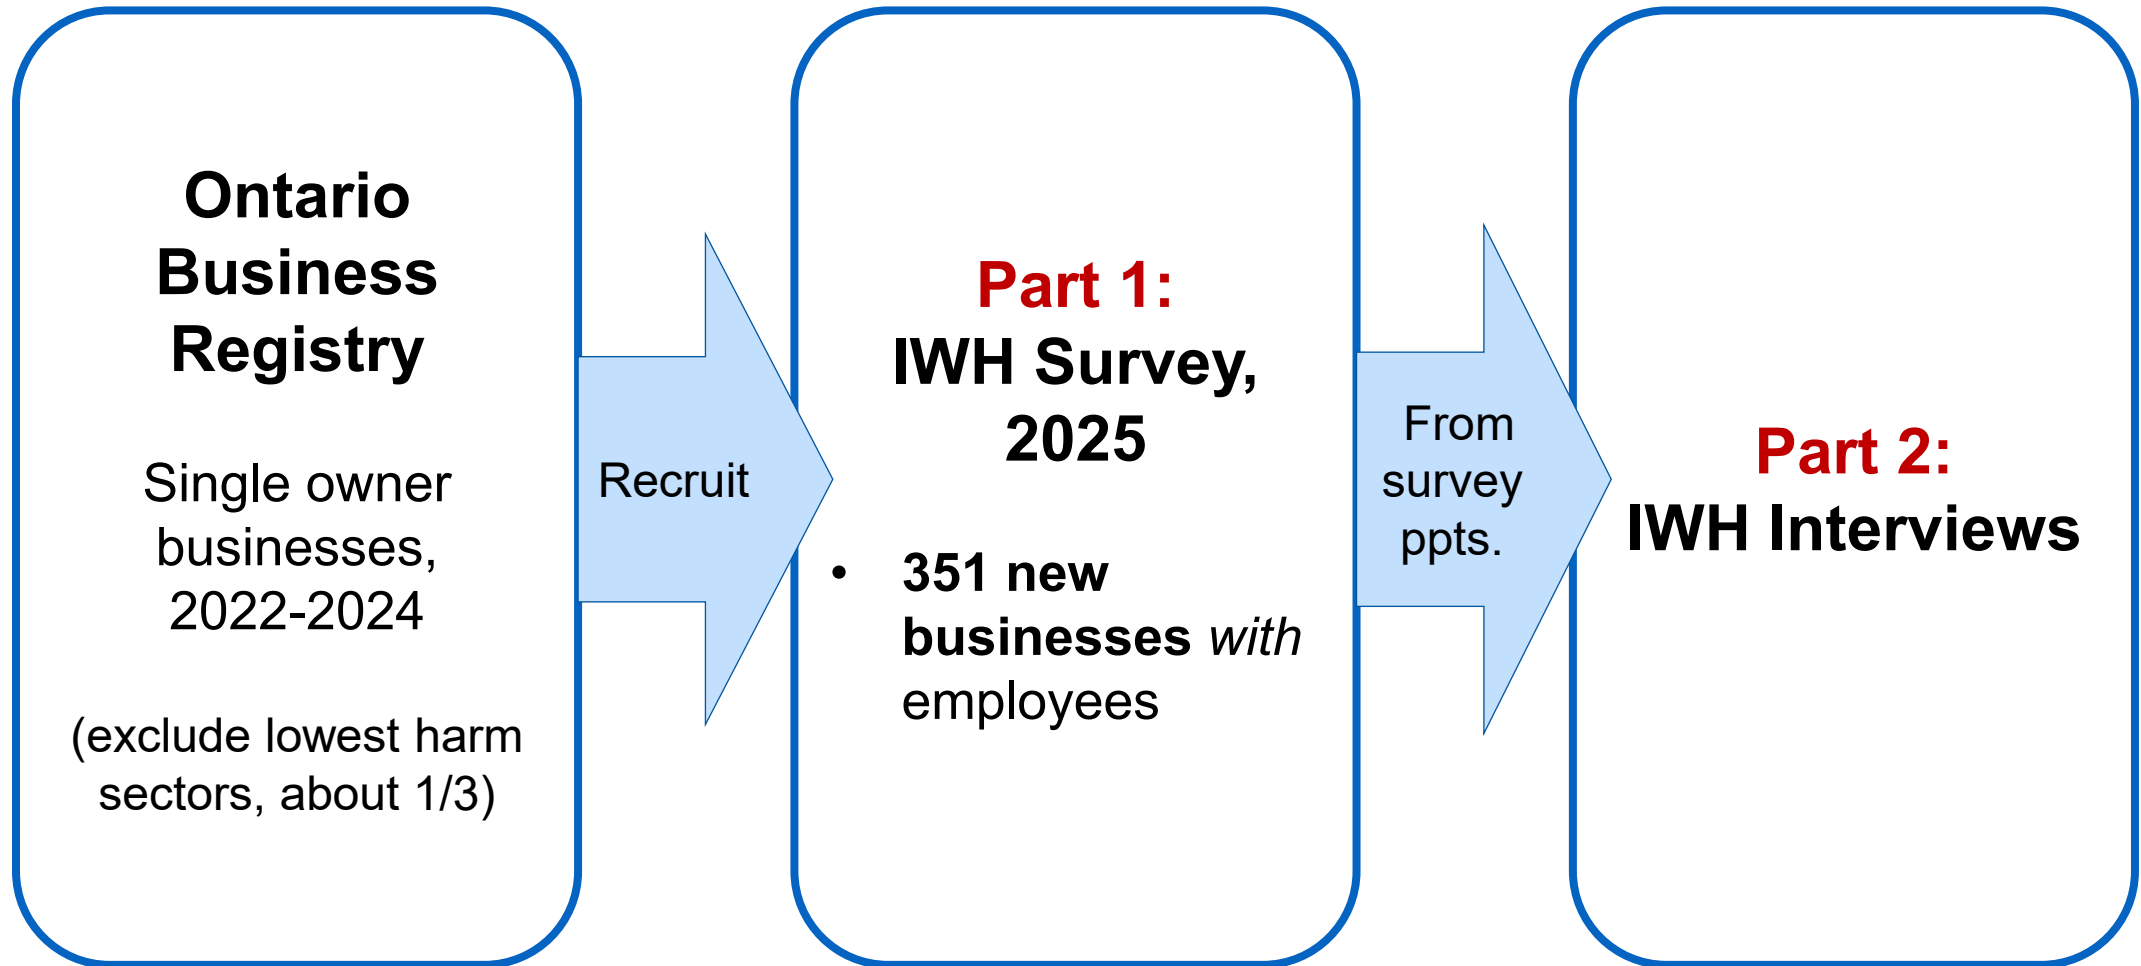 Ontario
Business
Registry
Single owner
businesses,
2022-2024
(exclude lowest harm
sectors, about 1/3)
Recruit
Part 1:
IWH Survey,
2025
• 351 new
businesses with
employees
From
survey
ppts.
Part 2:
IWH Interviews